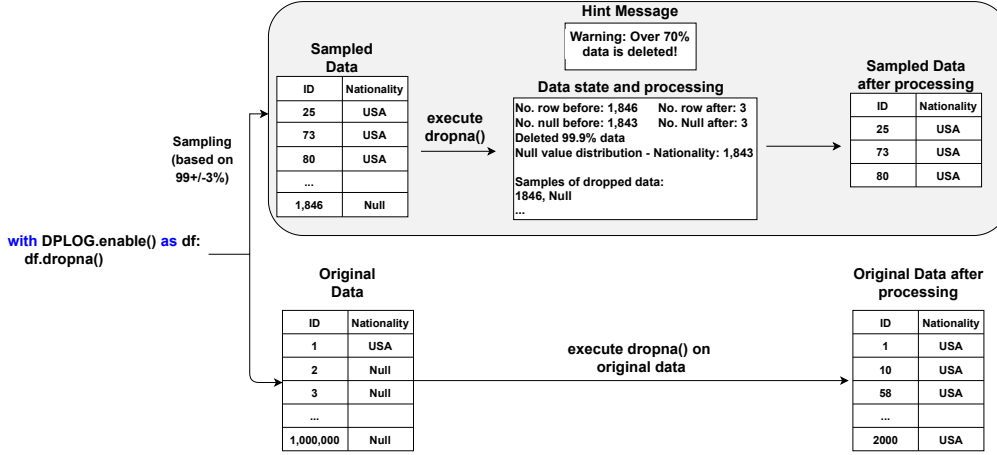 Hint Message
Warning: Over 70%
data is deleted!
Sampled
Data
ID Nationality
25 USA
73 USA
80 USA
...
1,846 Null
execute
dropna()
Data state and processing
No. row before: 1,846 No. row after: 3
No. null before: 1,843 No. Null after: 3
Deleted 99.9% data
Null value distribution - Nationality: 1,843
Samples of dropped data:
1846, Null
...
Sampled Data
after processing
ID Nationality
25 USA
73 USA
80 USA
Sampling
(based on
99+/-3%)
with DPLOG.enable() as df:
df.dropna()
Original
Data
ID Nationality
1 USA
2 Null
3 Null
...
1,000,000 Null
execute dropna() on
original data
Original Data after
processing
ID Nationality
1 USA
10 USA
58 USA
...
2000 USA